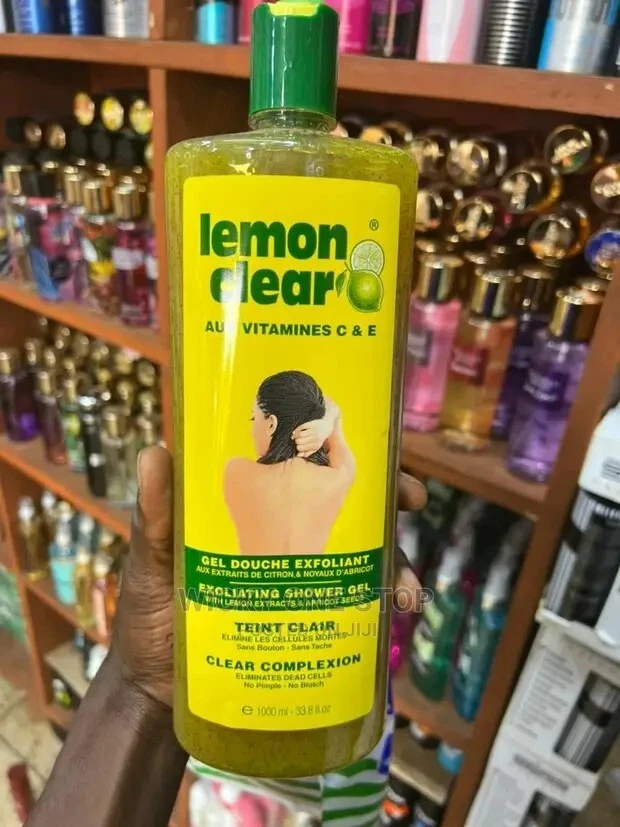 lemon
clear
®
AUX VITAMINES C & E
GEL DOUCHE EXFOLIANT
AUX EXTRAITS DE CITRON & NOYAUX D'ABRICOT
EXFOLIATING SHOWER GEL
WITH LEMON EXTRACTS & APRICOT SEEDS
TEINT CLAIR
ELIMINE LES CELLULES MORTES
Sans Bouton - Sans Tache
CLEAR COMPLEXION
ELIMINATES DEAD CELLS
No Pimple - No Blotch
e 1000 ml - 33.8 fl.oz